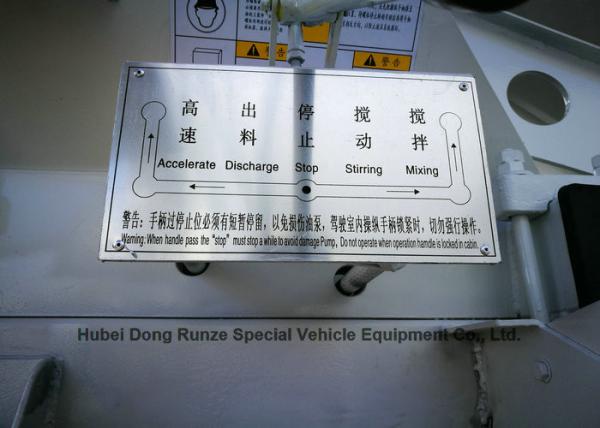 警告
警告
高 出 停 搅 搅
速 料 止 动 拌
Accelerate Discharge Stop Stirring Mixing
警告：手柄过停止位必须有短暂停留，以免损伤油泵，驾驶室内操纵手柄锁紧时，切勿强行操作。
Warning: When handle pass the "stop" must stop a while to avoid damage Pump, Do not operate when operation hamdle is locked in cabin.
Hubei Dong Runze Special Vehicle Equipment Co., Ltd.